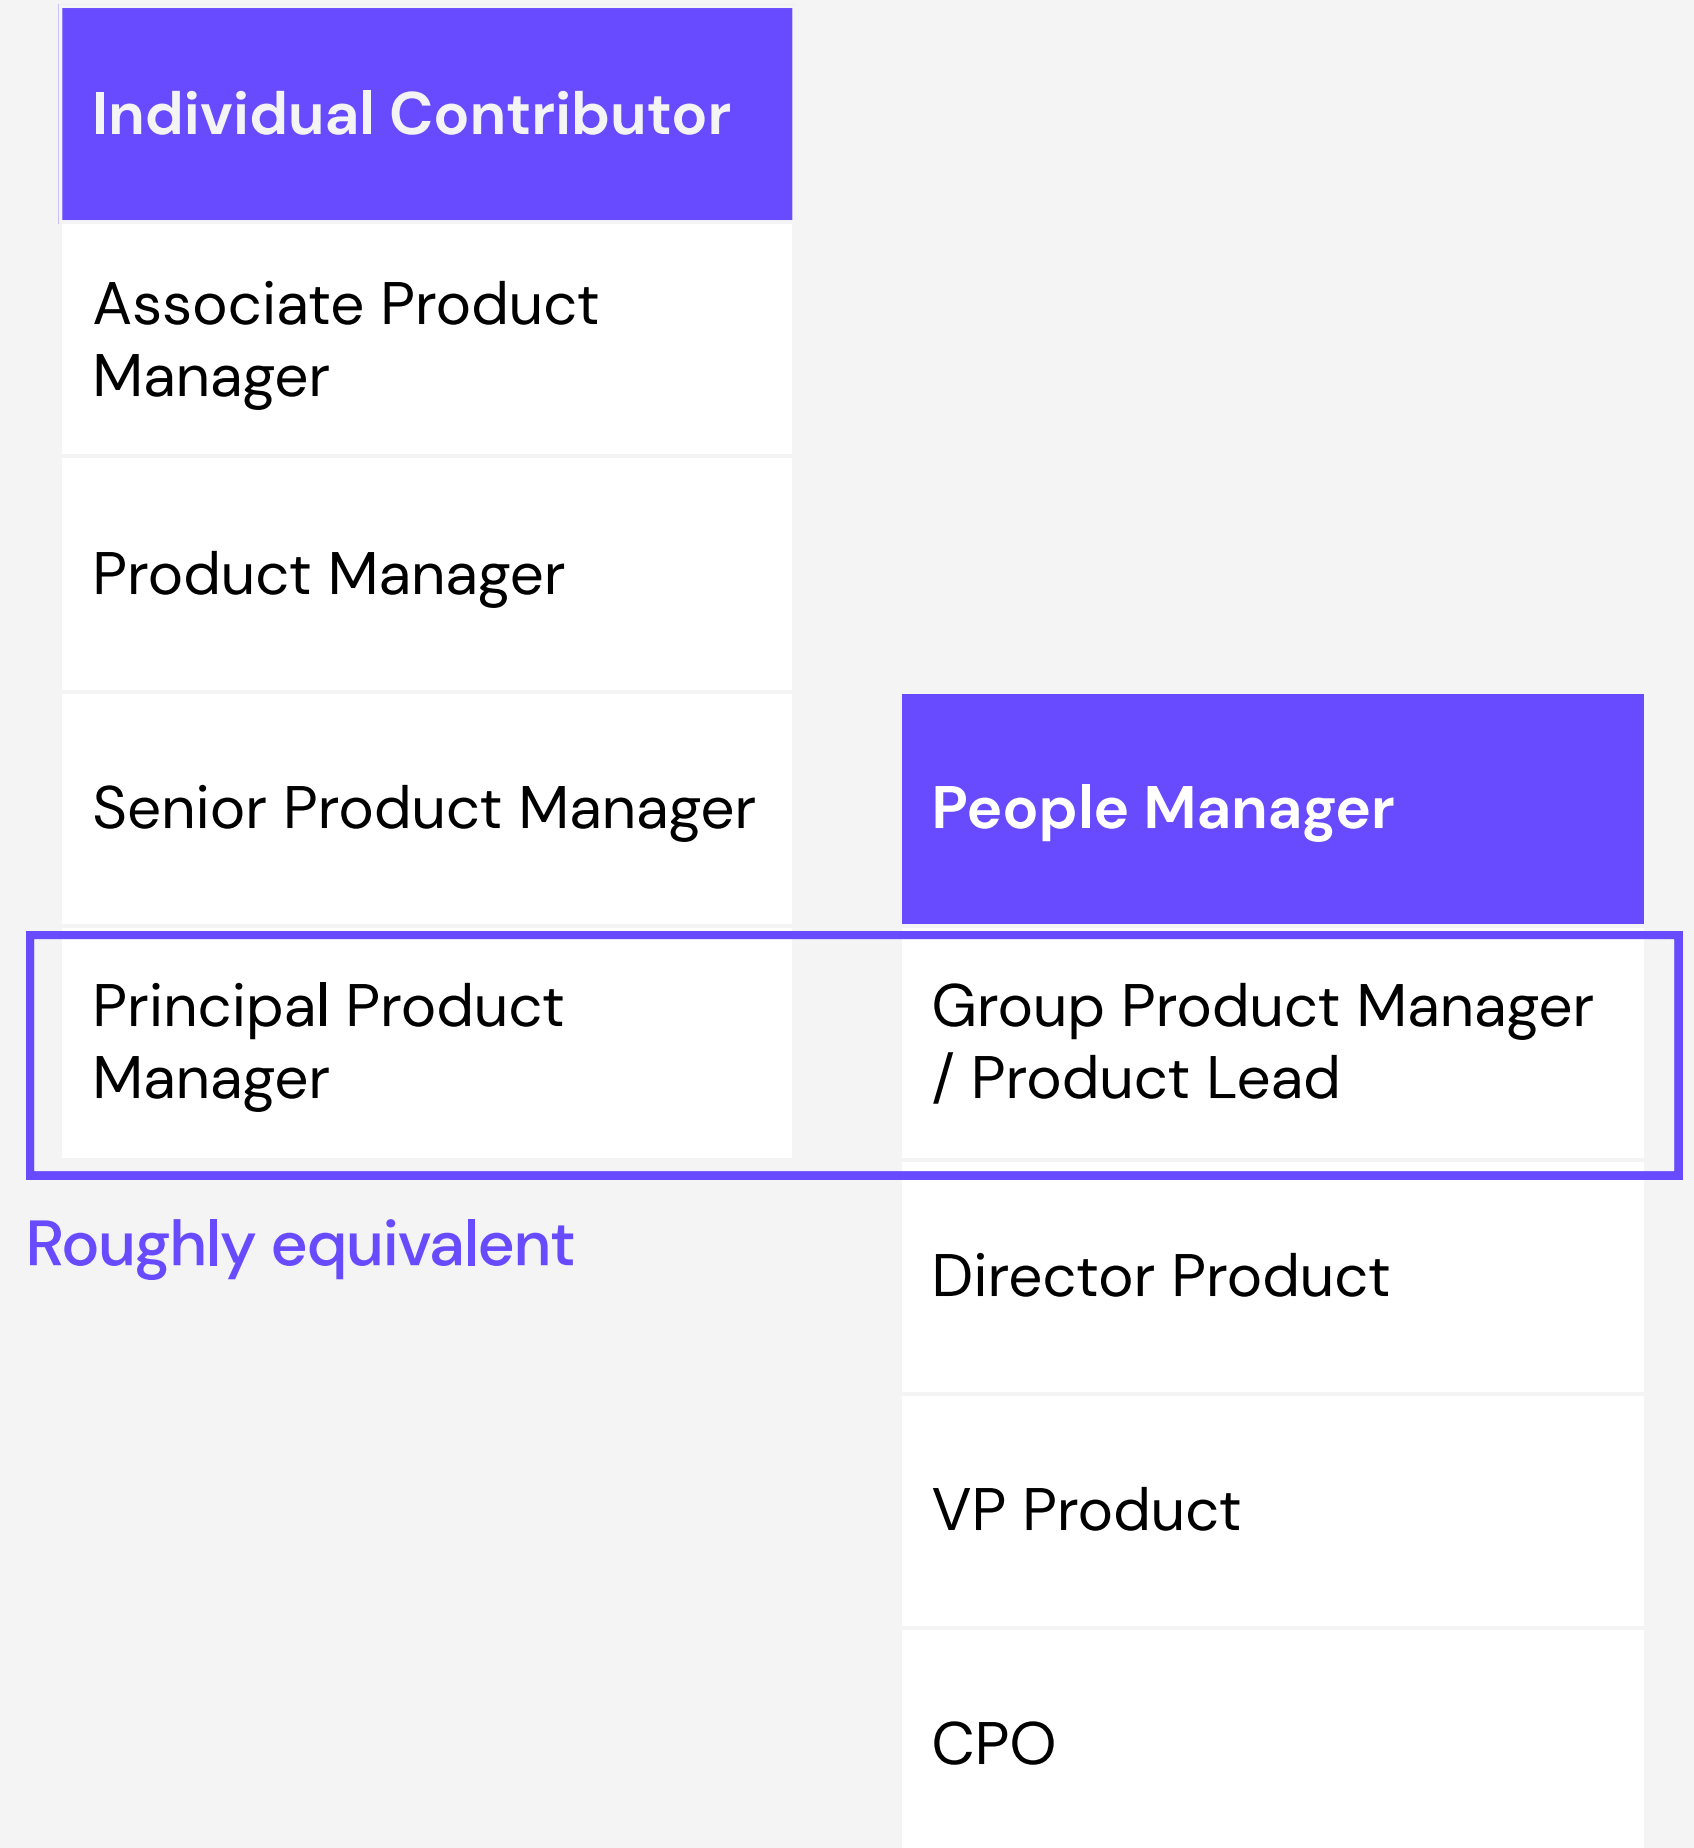 Individual Contributor
Associate Product
Manager
Product Manager
Senior Product Manager
Principal Product
Manager
Roughly equivalent
People Manager
Group Product Manager
/ Product Lead
Director Product
VP Product
CPO